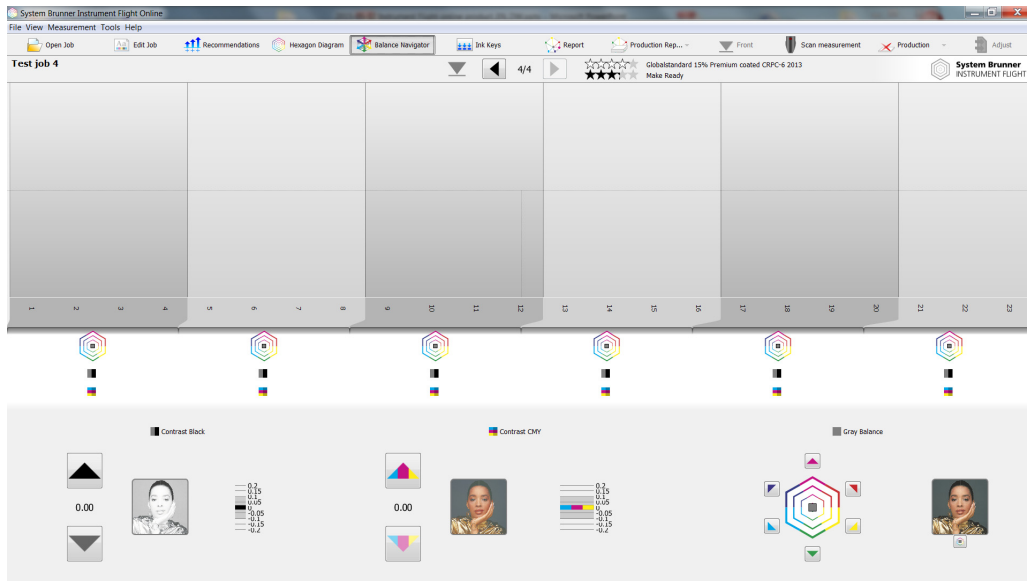 System Brunner Instrument Flight Online
File View Measurement Tools Help
Open Job Edit Job Recommendations Hexagon Diagram Balance Navigator Ink Keys Report Production Rep... Front Scan measurement Production Adjust
Test job 4
4/4
Globalstandard 15% Premium coated CRPC-6 2013
Make Ready
System Brunner
INSTRUMENT FLIGHT
1 2 3 4 5 6 7 8 9 10 11 12 13 14 15 16 17 18 19 20 21 22 23
Contrast Black Contrast CMY Gray Balance
0.2
0.15
0.1
0.05
0
-0.05
-0.1
-0.15
-0.2
0.00
0.2
0.15
0.1
0.05
0
-0.05
-0.1
-0.15
-0.2
0.00